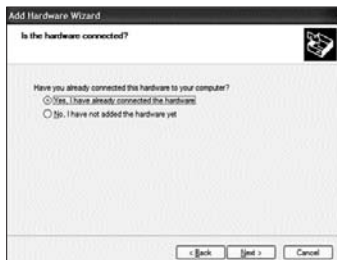 Add Hardware Wizard
Is the hardware connected?
Have you already connected this hardware to your computer?
Yes, I have already connected the hardware
No, I have not added the hardware yet
< Back
Next >
Cancel